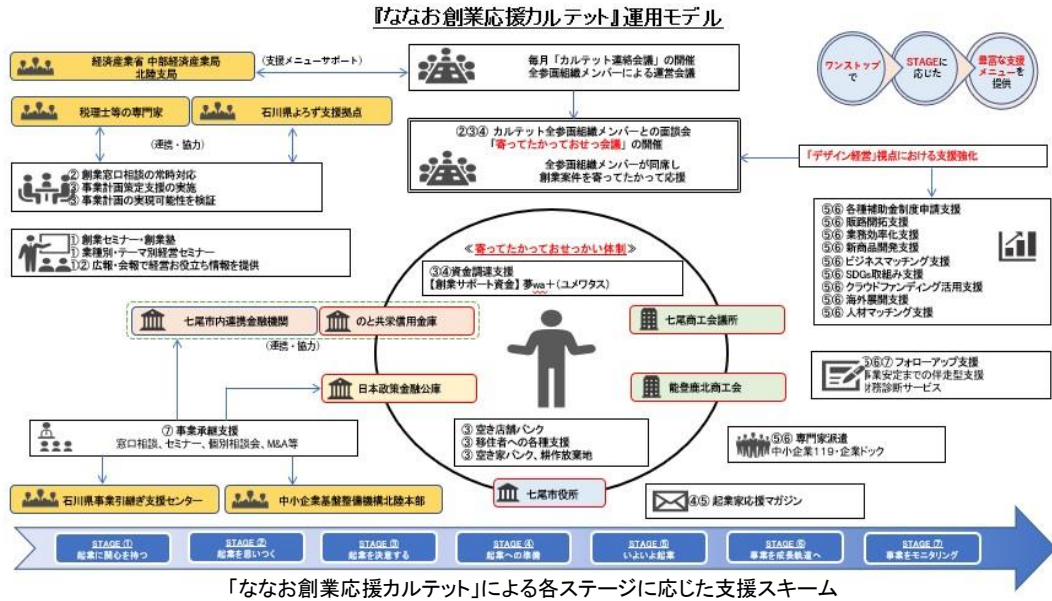 『ななお創業応援カルテット』運用モデル
経済産業省 中部経済産業局
北陸支局
(支援メニューサポート)
毎月「カルテット連絡会議」の開催
全参画組織メンバーによる運営会議
ワンストップ
で
STAGEに
応じた
豊富な支援
メニューを
提供
税理士等の専門家
石川県よろず支援拠点
(連携・協力)
②③④ カルテット全参画組織メンバーとの面談会
「寄ってたかっておせっ会議」の開催
全参画組織メンバーが同席し
創業案件を寄ってたかって応援
「デザイン経営」視点における支援強化
② 創業窓口相談の常時対応
③ 事業計画策定支援の実施
③ 事業計画の実現可能性を検証
⑤⑥ 各種補助金制度申請支援
⑤⑥ 販路開拓支援
⑤⑥ 業務効率化支援
⑤⑥ 新商品開発支援
⑤⑥ ビジネスマッチング支援
⑤⑥ SDGs取組み支援
⑤⑥ クラウドファンディング活用支援
⑤⑥ 海外展開支援
⑤⑥ 人材マッチング支援
① 創業セミナー・創業塾
① 業種別・テーマ別経営セミナー
①② 広報・会報で経営お役立ち情報を提供
≪寄ってたかっておせっかい体制≫
③④資金調達支援
【創業サポート資金】夢wa+(ユメワタス)
七尾市内連携金融機関
のと共栄信用金庫
(連携・協力)
七尾商工会議所
日本政策金融公庫
能登鹿北商工会
⑤⑥⑦ フォローアップ支援
事業安定までの伴走型支援
財務診断サービス
⑦ 事業承継支援
窓口相談、セミナー、個別相談会、M&A等
③ 空き店舗バンク
③ 移住者への各種支援
③ 空き家バンク、耕作放棄地
⑤⑥ 専門家派遣
中小企業119・企業ドック
石川県事業引継ぎ支援センター
中小企業基盤整備機構北陸本部
七尾市役所
④⑤ 起業家応援マガジン
STAGE ①
起業に関心を持つ
STAGE ②
起業を思いつく
STAGE ③
起業を決意する
STAGE ④
起業への準備
STAGE ⑤
いよいよ起業
STAGE ⑥
事業を成長軌道へ
STAGE ⑦
事業をモニタリング
「ななお創業応援カルテット」による各ステージに応じた支援スキーム